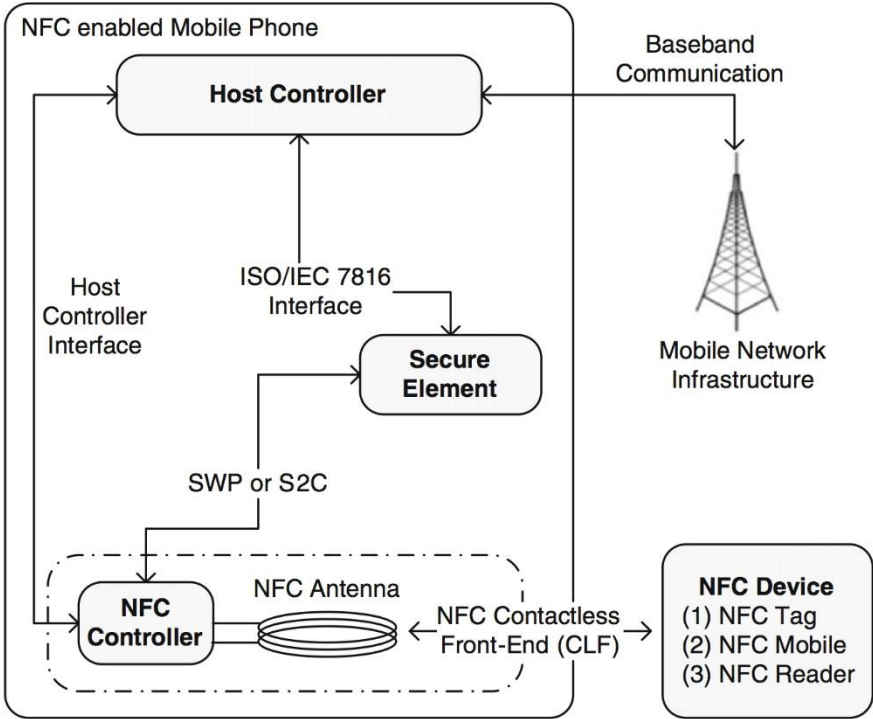 NFC enabled Mobile Phone
Host Controller
Baseband
Communication
Host
Controller
Interface
ISO/IEC 7816
Interface
Secure
Element
Mobile Network
Infrastructure
SWP or S2C
NFC
Controller
NFC Antenna
NFC Contactless
Front-End (CLF)
NFC Device
(1) NFC Tag
(2) NFC Mobile
(3) NFC Reader